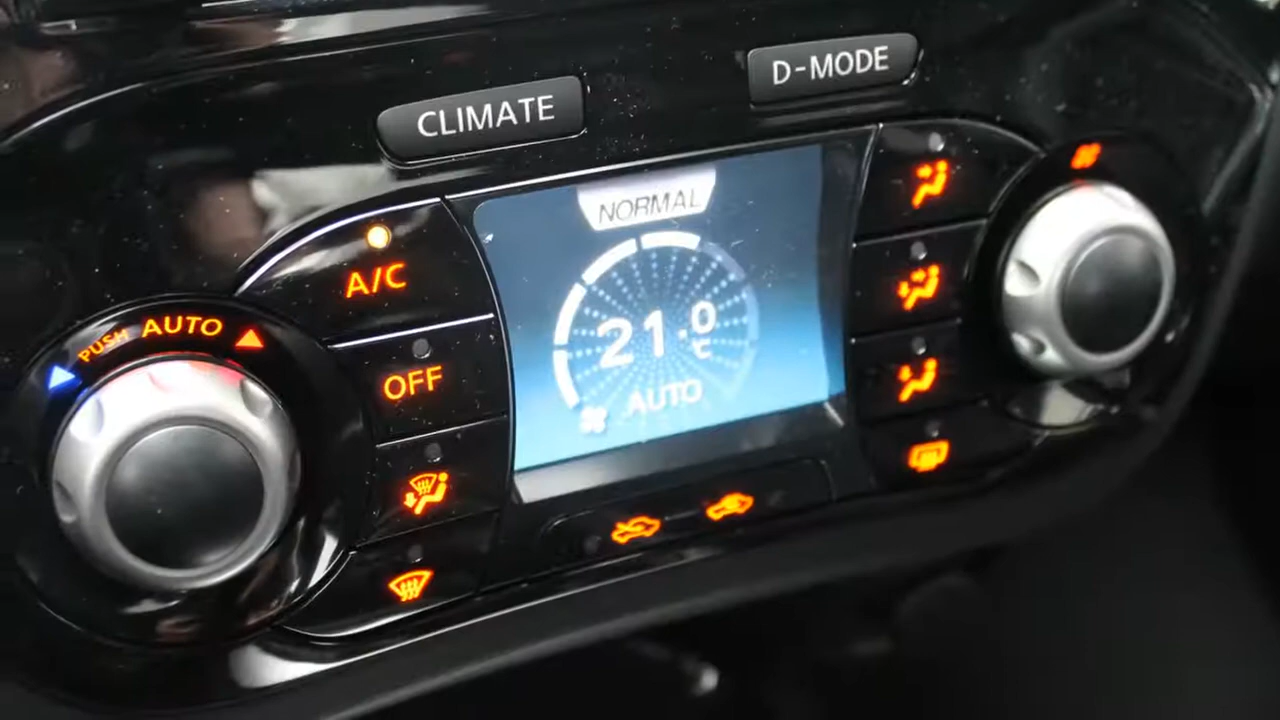 CLIMATE
D-MODE
NORMAL
A/C
PUSH AUTO
21.0
°C
OFF
AUTO